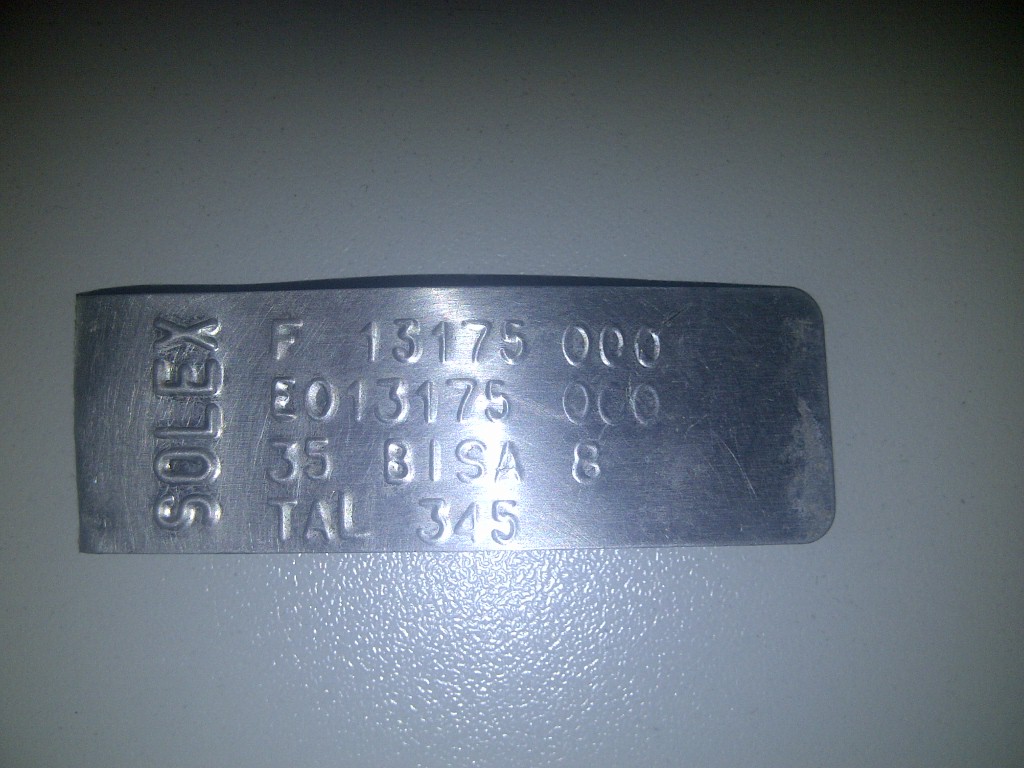 SOLEX
F 13175 000
E013175 000
35 BISA 8
TAL 345